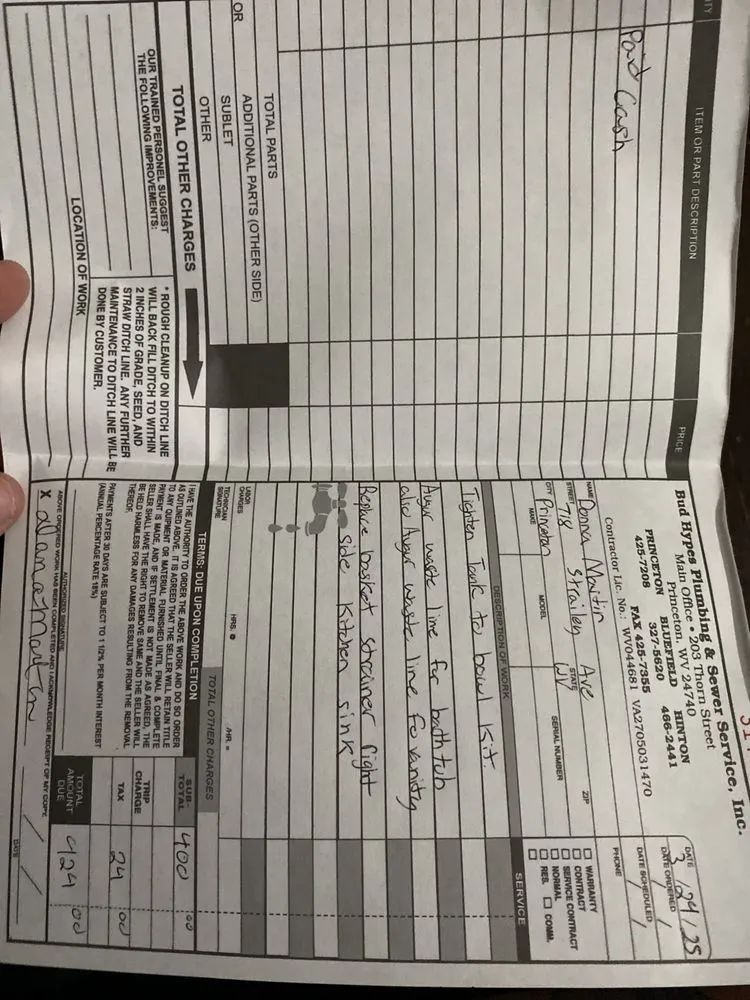 ITEM OR PART DESCRIPTION
PRICE
Paid Cash
TOTAL PARTS
ADDITIONAL PARTS (OTHER SIDE)
OR
SUBLET
OTHER
TOTAL OTHER CHARGES
OUR TRAINED PERSONEL SUGGEST
THE FOLLOWING IMPROVEMENTS:
* ROUGH CLEANUP ON DITCH LINE
WILL BACK FILL DITCH TO WITHIN
2 INCHES OF GRADE, SEED, AND
STRAW DITCH LINE. ANY FURTHER
MAINTENANCE TO DITCH LINE WILL BE
DONE BY CUSTOMER.
LOCATION OF WORK
Bud Hypes Plumbing & Sewer Service, Inc.
Main Office • 203 Thorn Street
Princeton, WV 24740
PRINCETON BLUEFIELD HINTON
425-7208 327-5620 466-2441
FAX 425-7355
Contractor Lic. No.: WV044681 VA2705031470
DATE 3/24/25
DATE ORDERED
DATE SCHEDULED
PHONE
NAME Donna Martin
STREET 718 Straley Ave
CITY Princeton STATE WV ZIP
MAKE MODEL SERIAL NUMBER
WARRANTY
CONTRACT
SERVICE CONTRACT
NORMAL
RES. COMM.
DESCRIPTION OF WORK
SERVICE
Tighten Tank to bowl kit.
Augur waste line for bath tub
also Augur waste line fo vanity
Replace basket strainer right
side kitchen sink
LABOR
CHARGES
HRS. @ /HR. =
TECHNICIAN
SIGNATURE
TOTAL OTHER CHARGES
TERMS: DUE UPON COMPLETION
I HAVE THE AUTHORITY TO ORDER THE ABOVE WORK AND DO SO ORDER
AS OUTLINED ABOVE. IT IS AGREED THAT THE SELLER WILL RETAIN TITLE
TO ANY QUIPMENT OR MATERIAL FURNISHED UNTIL FINAL & COMPLETE
PAYMENT IS MADE, AND IF SETTLEMENT IS NOT MADE AS AGREED, THE
SELLER SHALL HAVE THE RIGHT TO REMOVE SAME AND THE SELLER WILL
BE HELD HARMLESS FOR ANY DAMAGES RESULTING FROM THE REMOVAL
THEREOF.
PAYMENTS AFTER 30 DAYS ARE SUBJECT TO 1 1/2% PER MONTH INTEREST
(ANNUAL PERCENTAGE RATE 18%)
SUB-TOTAL 400 00
TRIP CHARGE
TAX 24 00
TOTAL AMOUNT DUE 424 00
AUTHORIZED SIGNATURE
ABOVE ORDERED WORK HAS BEEN COMPLETED AND I ACKNOWLEDGE RECEIPT OF MY COPY.
X
DATE